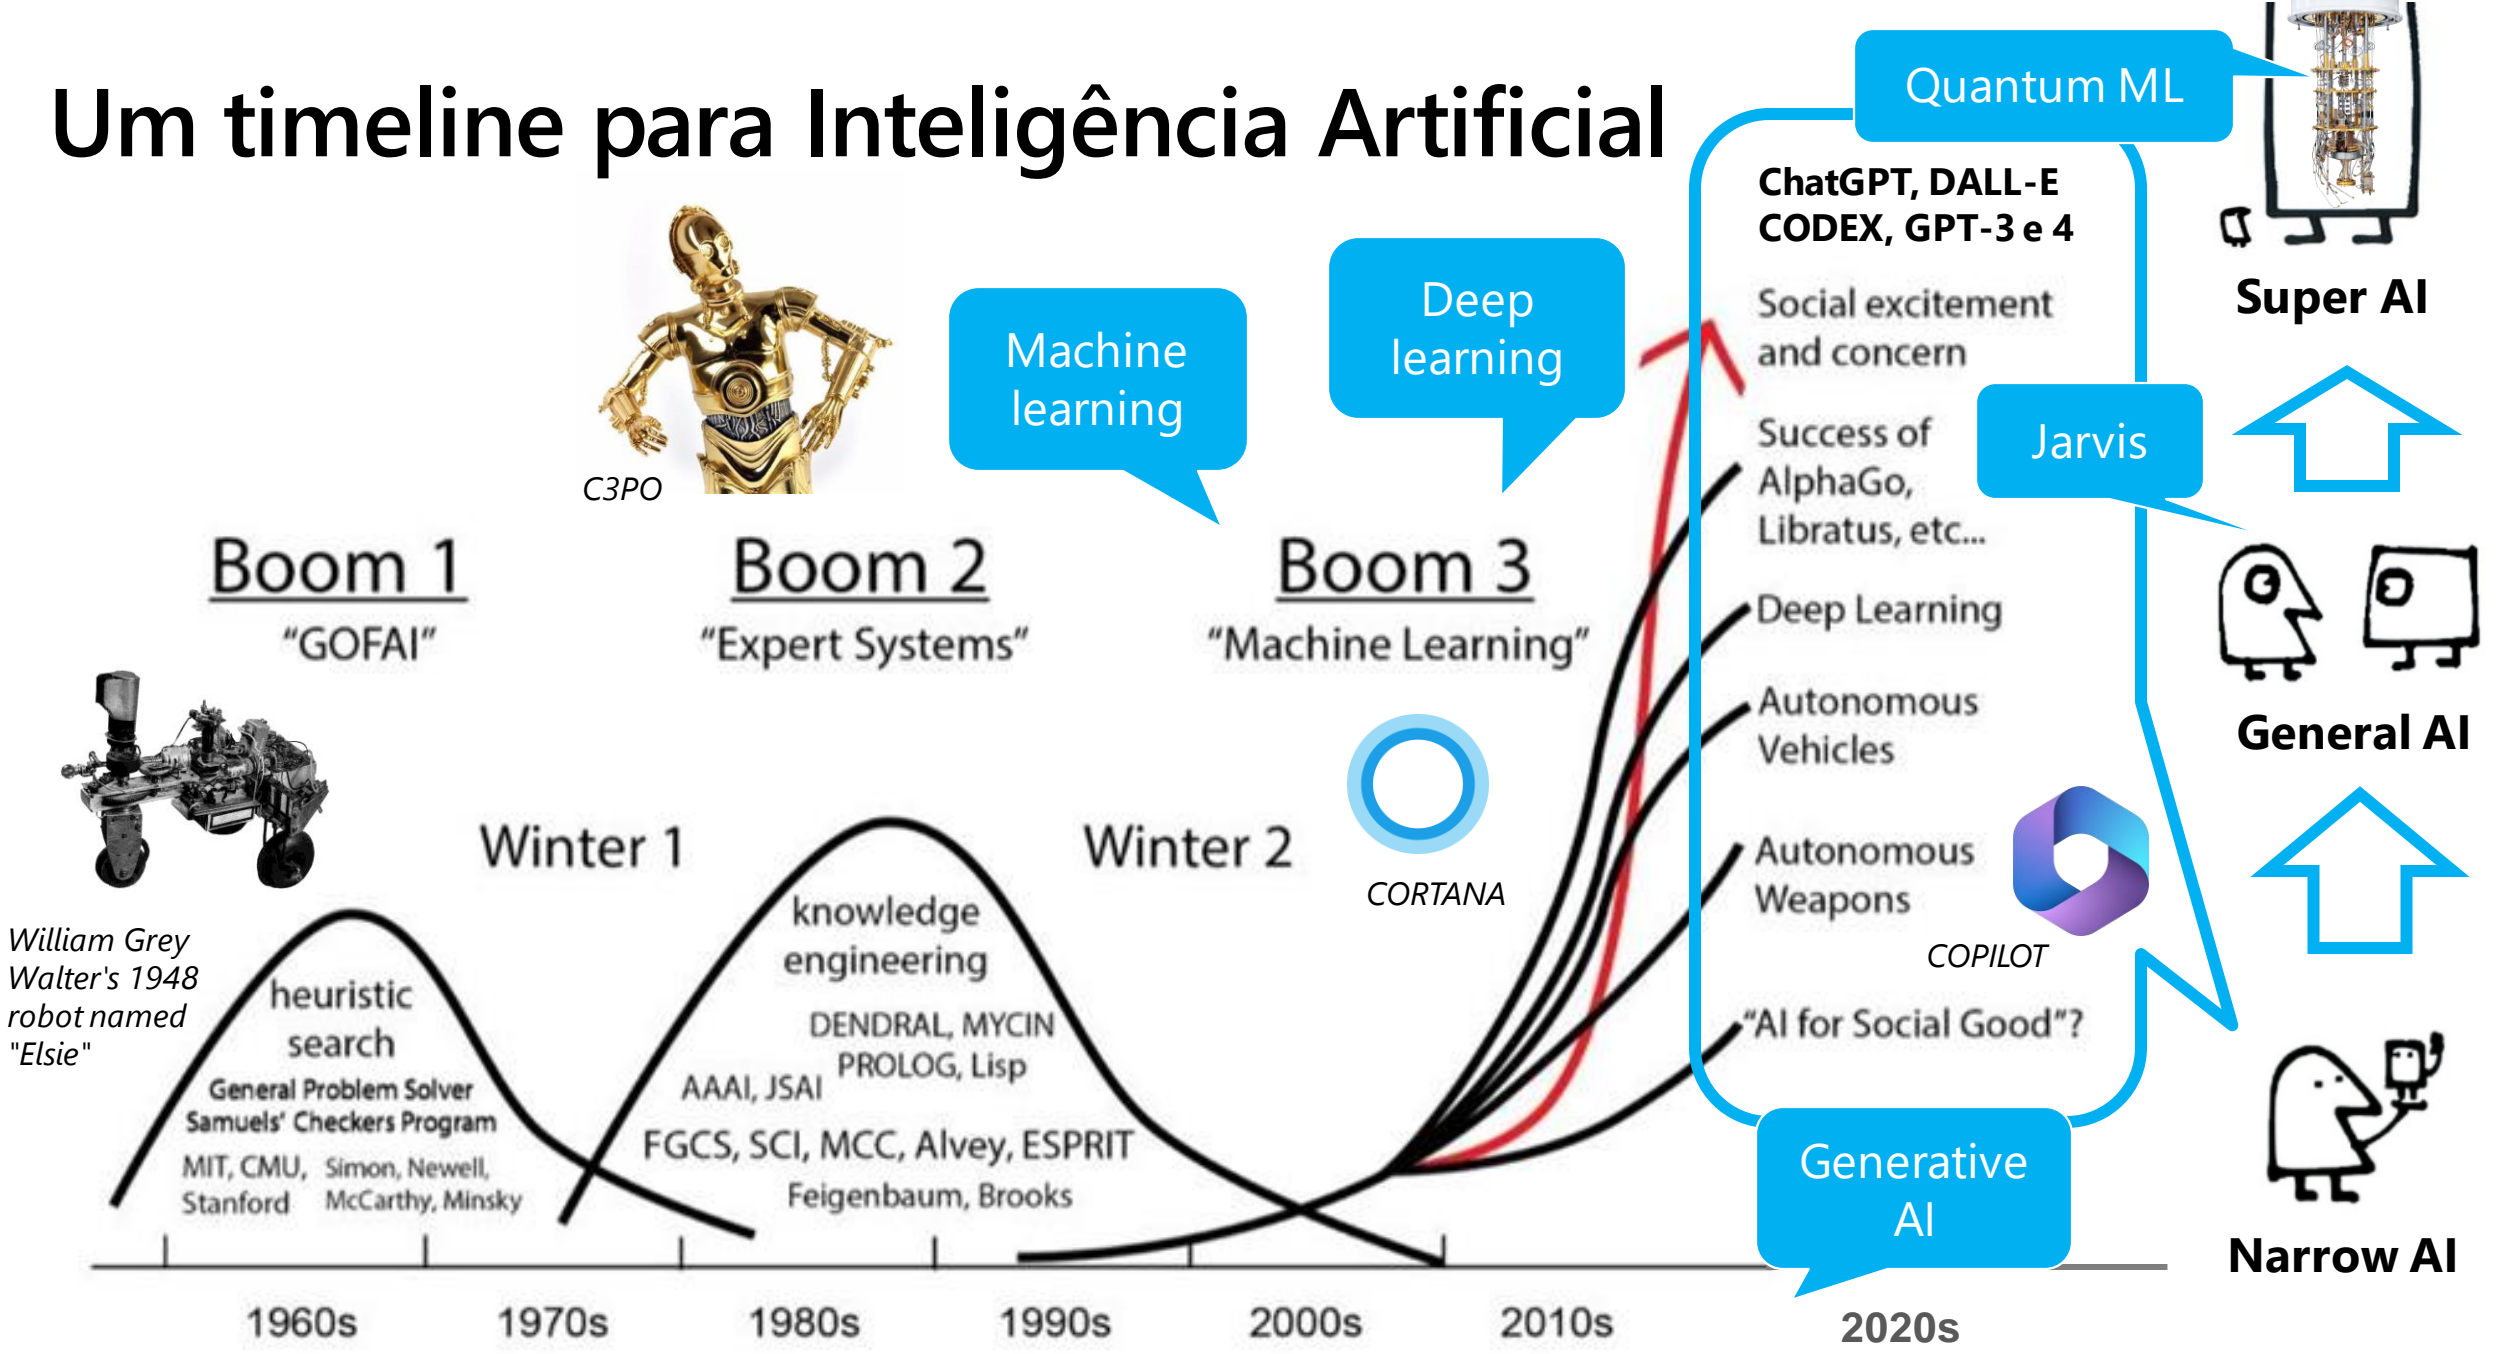 Um timeline para Inteligência Artificial
Quantum ML
ChatGPT, DALL-E
CODEX, GPT-3 e 4
Super AI
Machine
learning
Deep
learning
Social excitement
and concern
Success of
AlphaGo,
Libratus, etc...
Jarvis
C3PO
Boom 1
"GOFAI"
Boom 2
"Expert Systems"
Boom 3
"Machine Learning"
Deep Learning
Autonomous
Vehicles
General AI
Winter 1
Winter 2
CORTANA
Autonomous
Weapons
COPILOT
"AI for Social Good"?
William Grey
Walter's 1948
robot named
"Elsie"
heuristic
search
General Problem Solver
Samuels' Checkers Program
MIT, CMU,
Stanford
Simon, Newell,
McCarthy, Minsky
knowledge
engineering
DENDRAL, MYCIN
PROLOG, Lisp
AAAI, JSAI
FGCS, SCI, MCC, Alvey, ESPRIT
Feigenbaum, Brooks
Generative
AI
Narrow AI
1960s
1970s
1980s
1990s
2000s
2010s
2020s